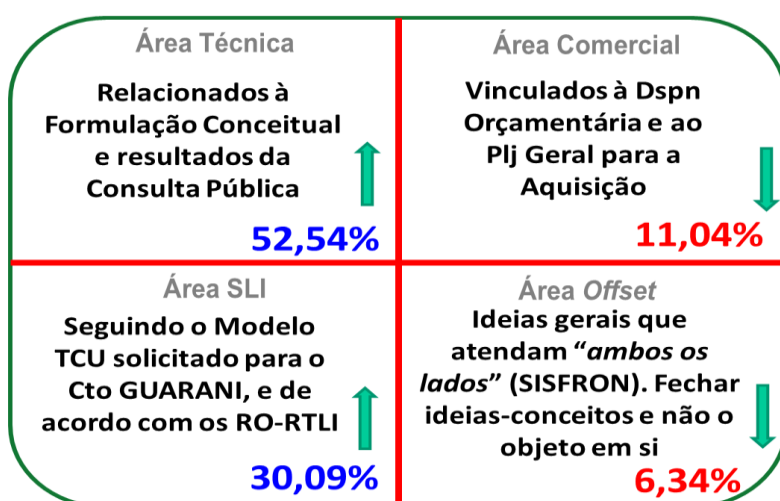 Área Técnica
Relacionados à
Formulação Conceitual
e resultados da
Consulta Pública
52,54%
Área Comercial
Vinculados à Dspn
Orçamentária e ao
Plj Geral para a
Aquisição
11,04%
Área SLI
Seguindo o Modelo
TCU solicitado para o
Cto GUARANI, e de
acordo com os RO-RTLI
30,09%
Área Offset
Ideias gerais que
atendam “ambos os
lados” (SISFRON). Fechar
ideias-conceitos e não o
objeto em si
6,34%